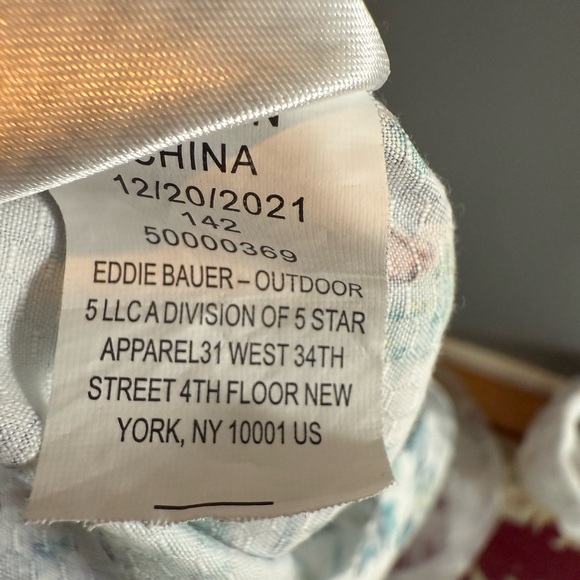 CHINA
12/20/2021
142
50000369
EDDIE BAUER – OUTDOOR
5 LLC A DIVISION OF 5 STAR
APPAREL31 WEST 34TH
STREET 4TH FLOOR NEW
YORK, NY 10001 US